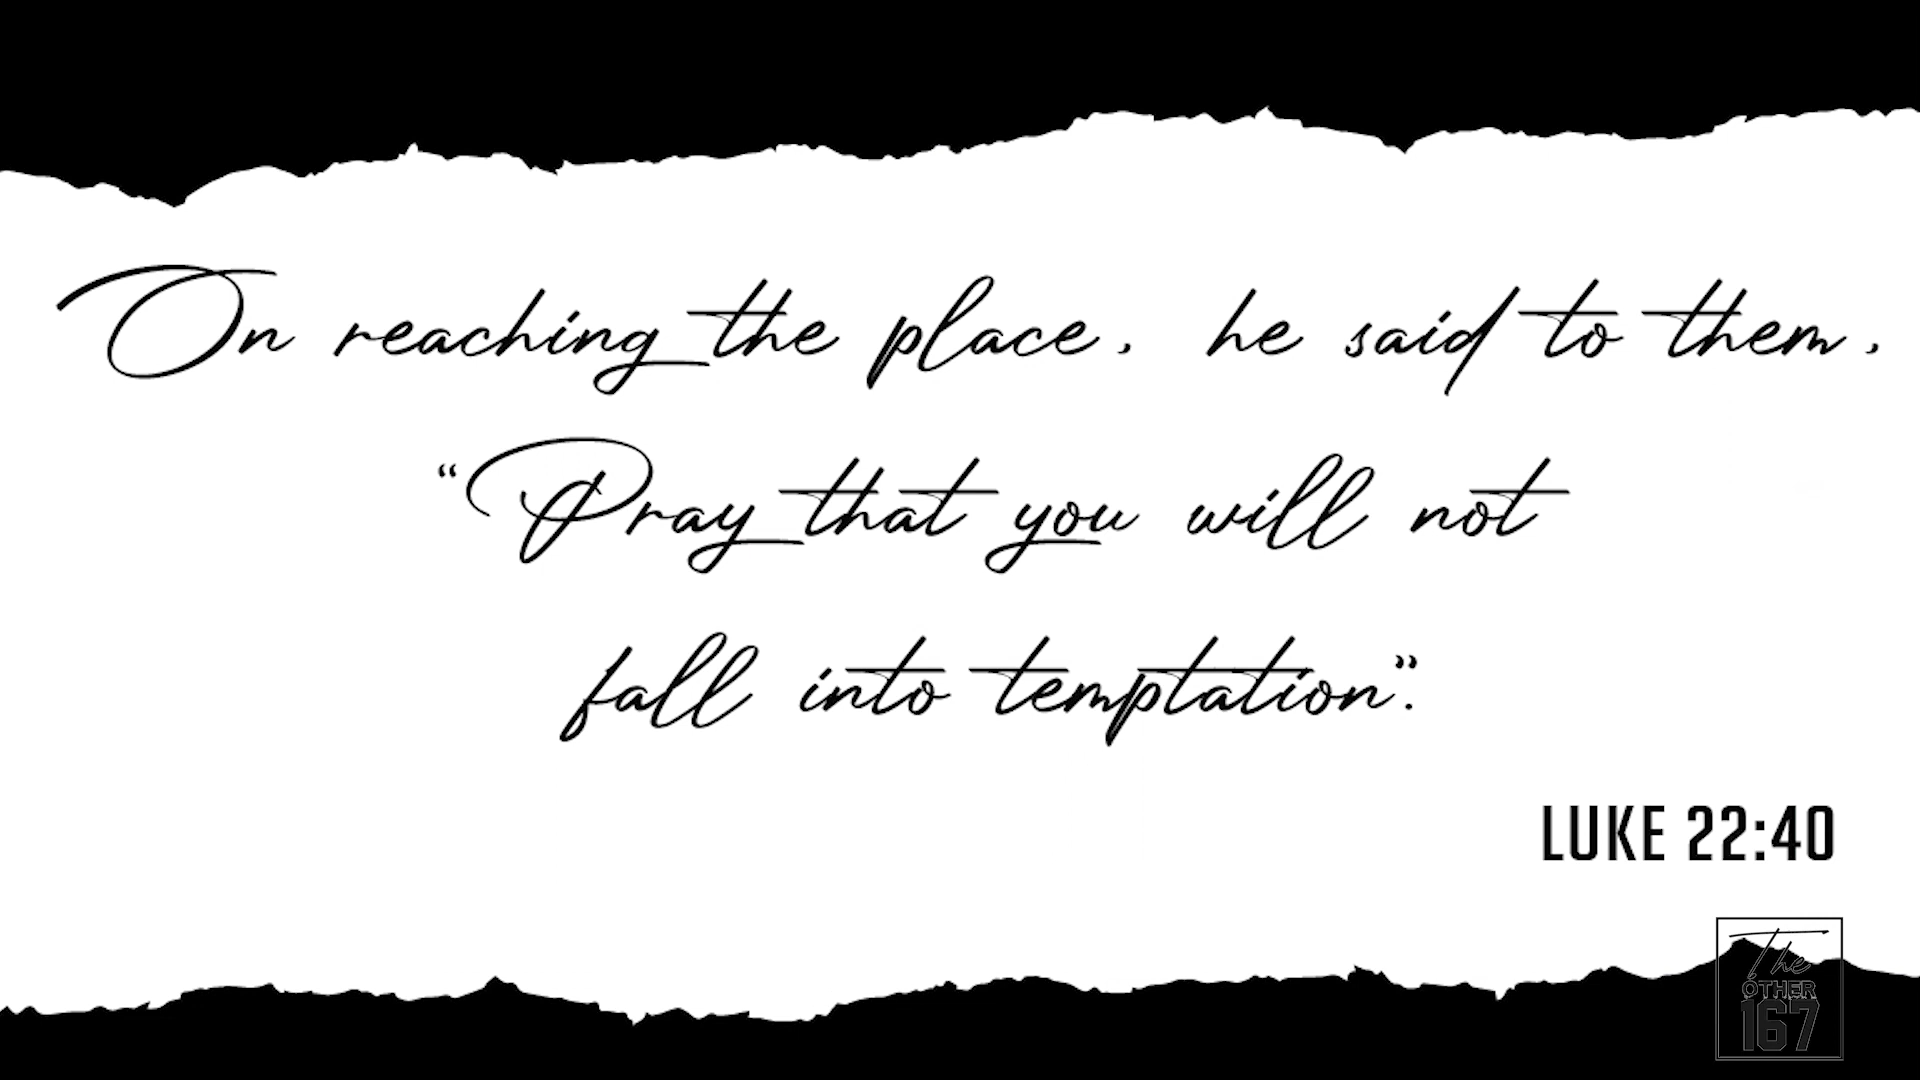 On reaching the place, he said to them,
“Pray that you will not
fall into temptation”.
LUKE 22:40
The
OTHER
167